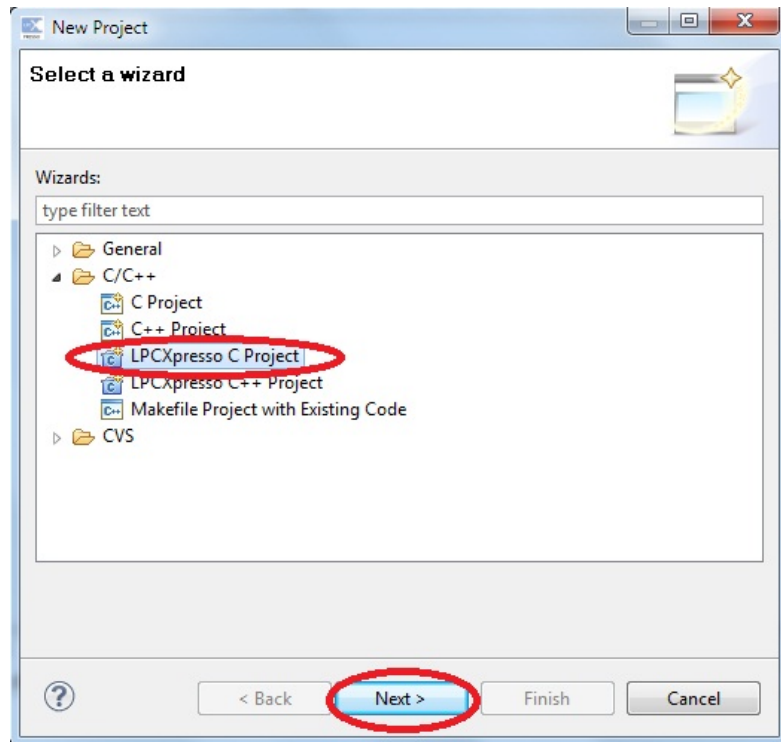 New Project
Select a wizard
Wizards:
type filter text
General
C/C++
C Project
C++ Project
LPCXpresso C Project
LPCXpresso C++ Project
Makefile Project with Existing Code
CVS
< Back Next > Finish Cancel